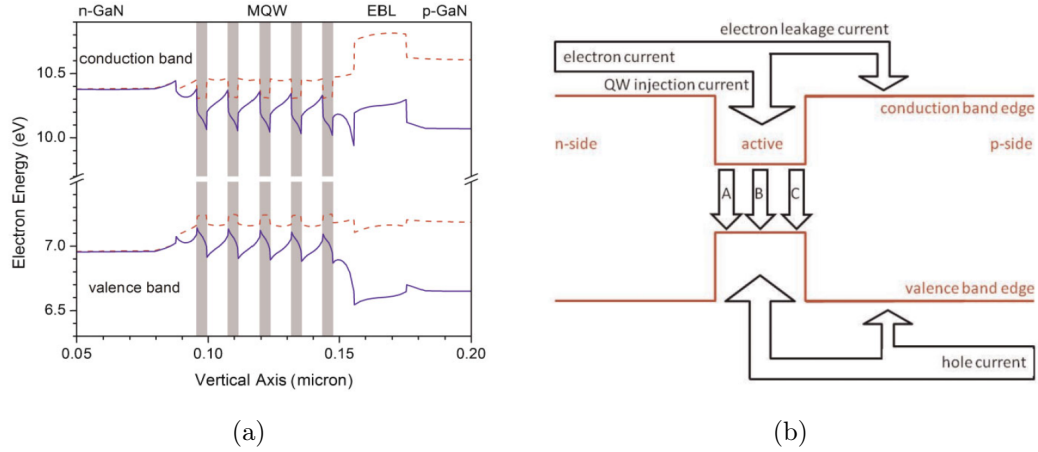 n-GaN MQW EBL p-GaN
conduction band
valence band
10.5
10.0
7.0
6.5
Electron Energy (eV)
0.05 0.10 0.15 0.20
Vertical Axis (micron)
(a)
electron leakage current
electron current
QW injection current
conduction band edge
n-side active p-side
A B C
valence band edge
hole current
(b)